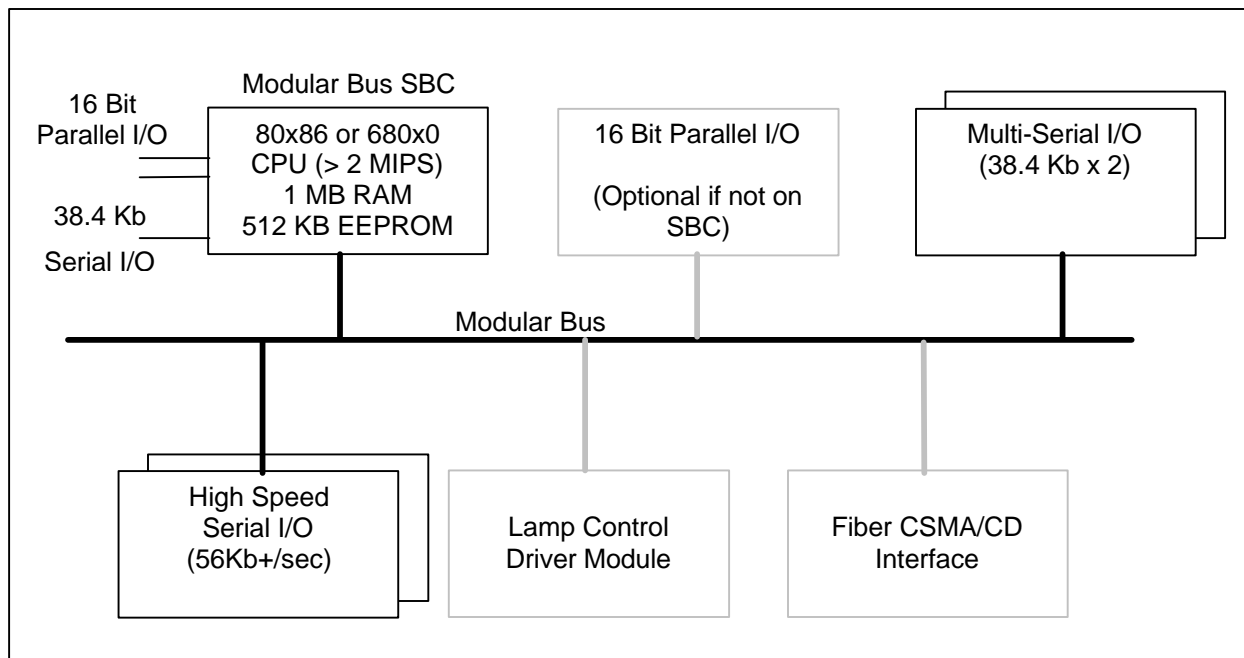 Modular Bus SBC
16 Bit
Parallel I/O
38.4 Kb
Serial I/O
80x86 or 680x0
CPU (> 2 MIPS)
1 MB RAM
512 KB EEPROM
16 Bit Parallel I/O
(Optional if not on
SBC)
Multi-Serial I/O
(38.4 Kb x 2)
Modular Bus
High Speed
Serial I/O
(56Kb+/sec)
Lamp Control
Driver Module
Fiber CSMA/CD
Interface